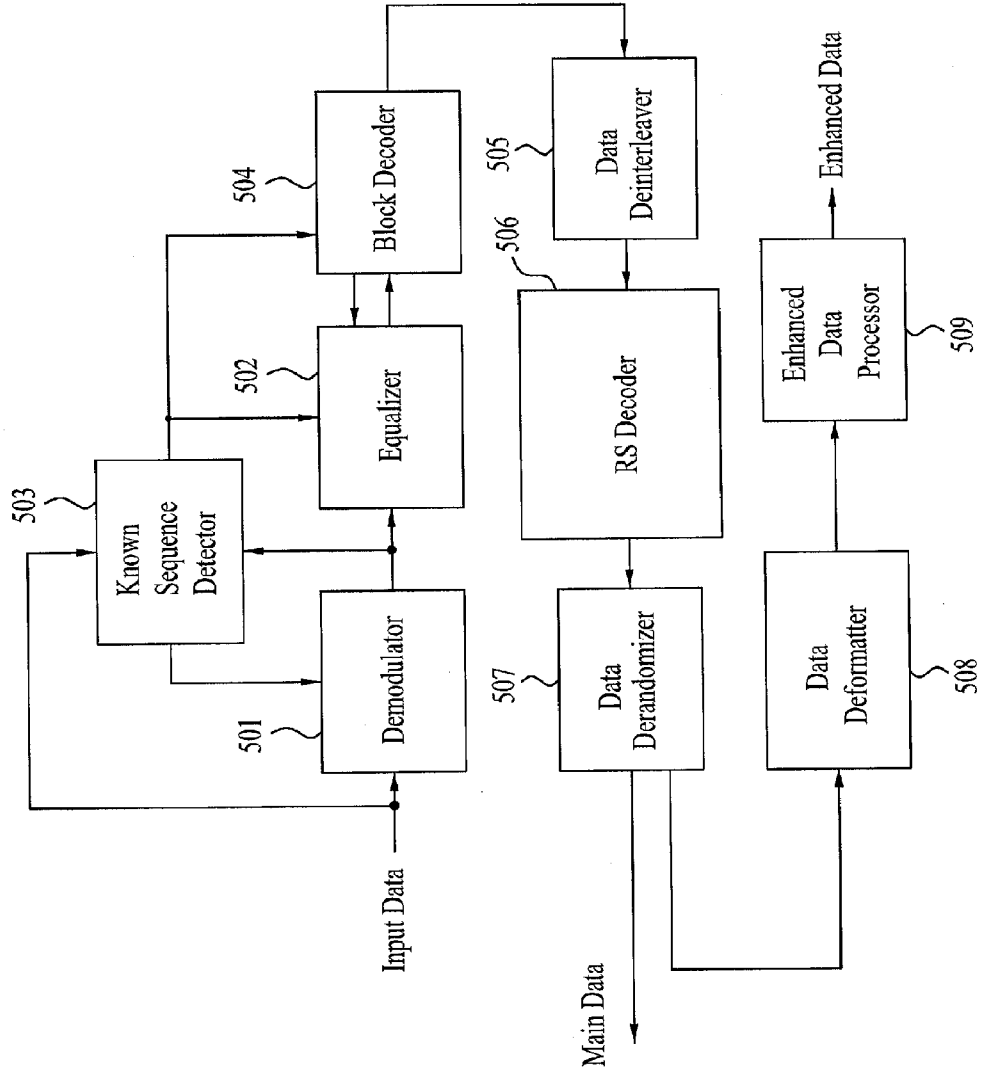 503
Known
Sequence
Detector
504
Block Decoder
502
Equalizer
501
Demodulator
Input Data
505
Data
Deinterleaver
506
RS Decoder
507
Data
Derandomizer
Main Data
508
Data
Deformatter
509
Enhanced
Data
Processor
Enhanced Data